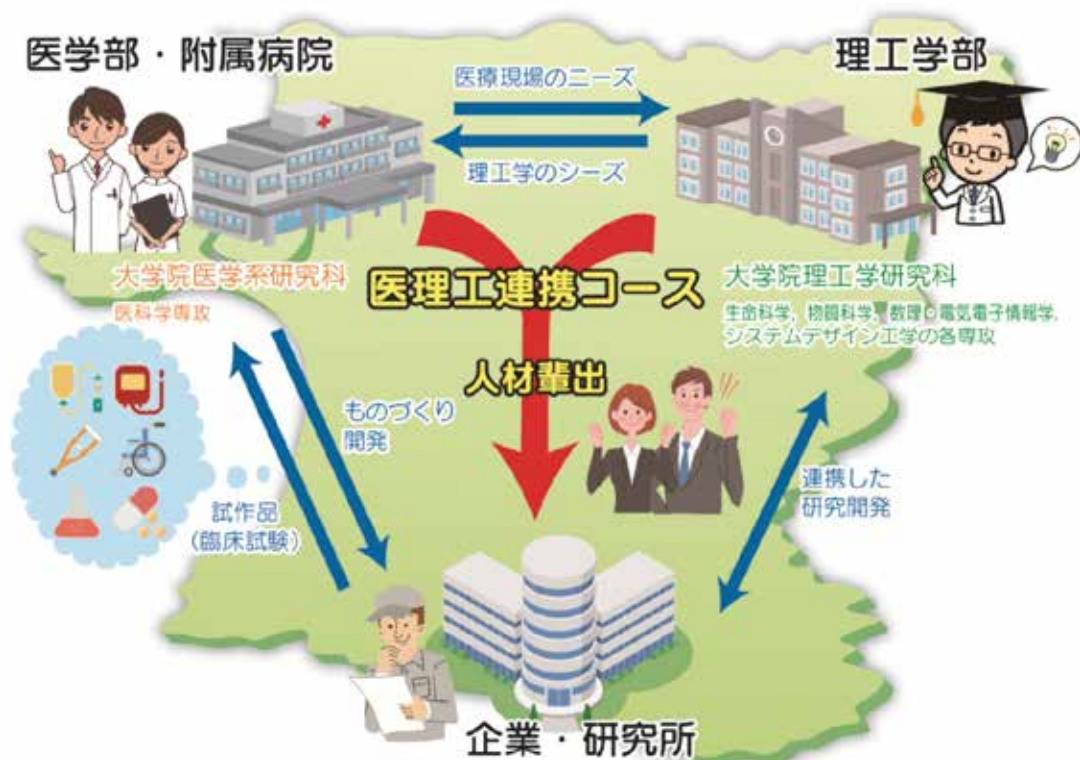 医学部・附属病院
理工学部
医療現場のニーズ
理工学のシーズ
大学院医学系研究科
医科学専攻
医理工連携コース
大学院理工学研究科
生命科学，物質科学，数理・電気電子情報学，
システムデザイン工学の各専攻
人材輩出
ものづくり
開発
試作品
（臨床試験）
連携した
研究開発
企業・研究所